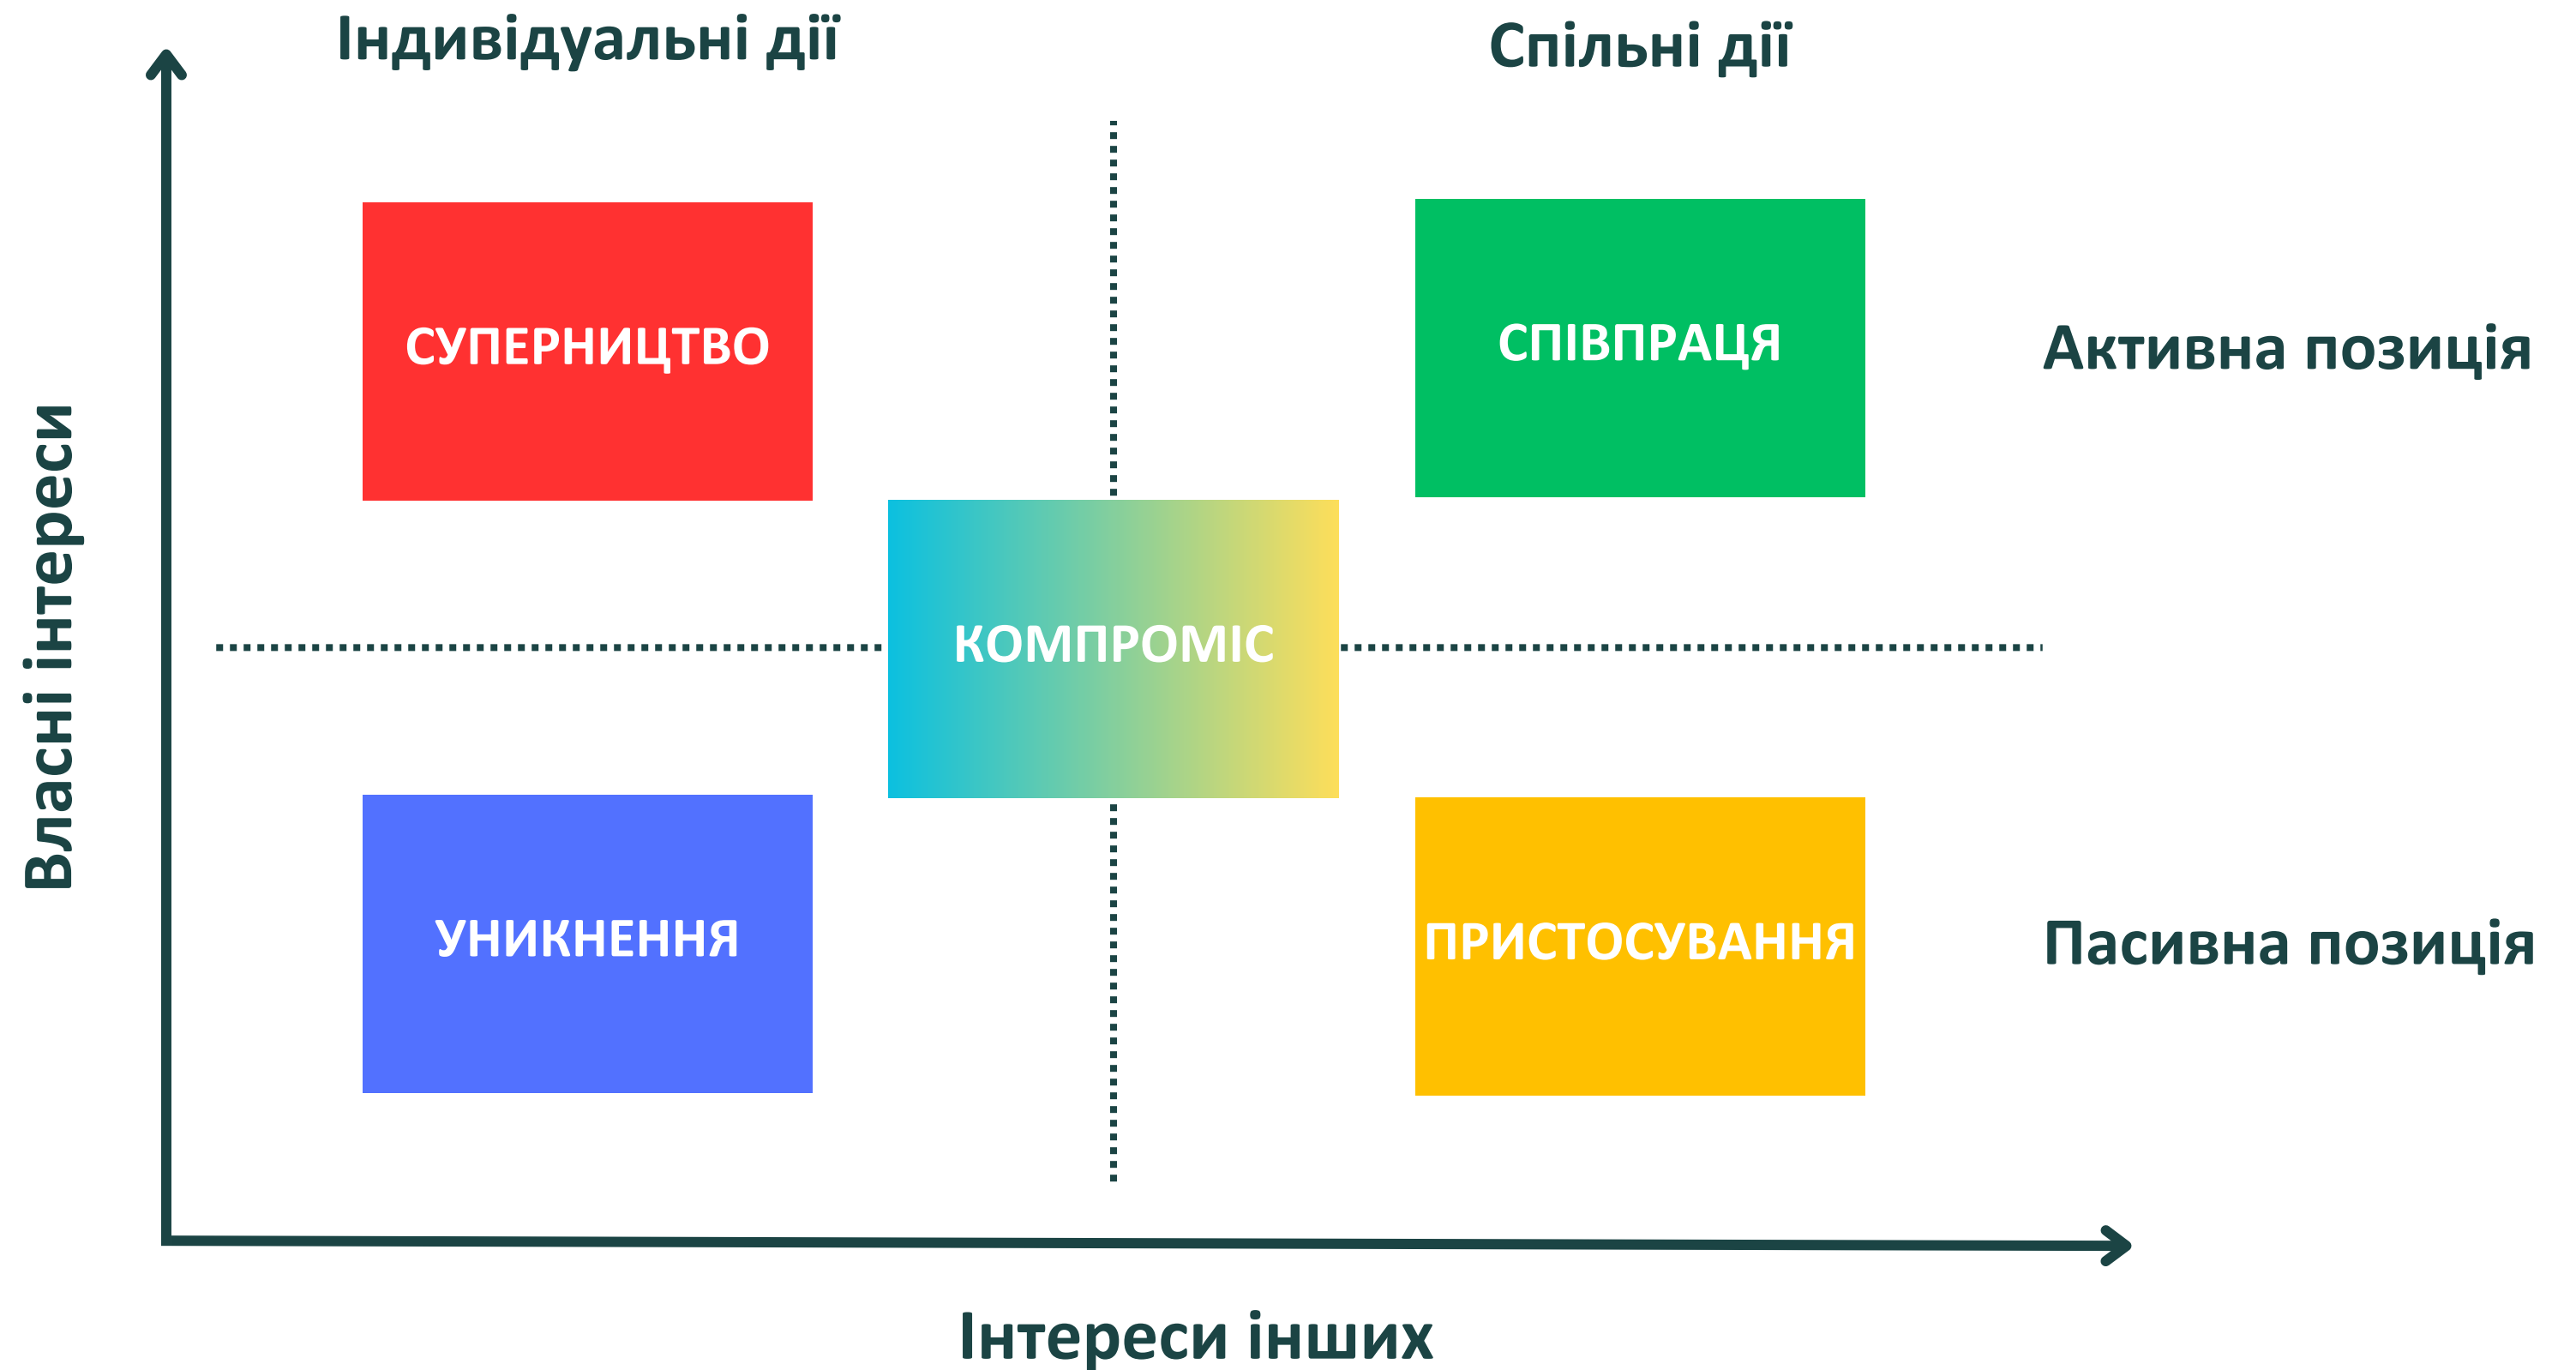 Індивідуальні дії
Спільні дії
СУПЕРНИЦТВО
СПІВПРАЦЯ
Активна позиція
Власні інтереси
КОМПРОМІС
УНИКНЕННЯ
ПРИСТОСУВАННЯ
Пасивна позиція
Інтереси інших